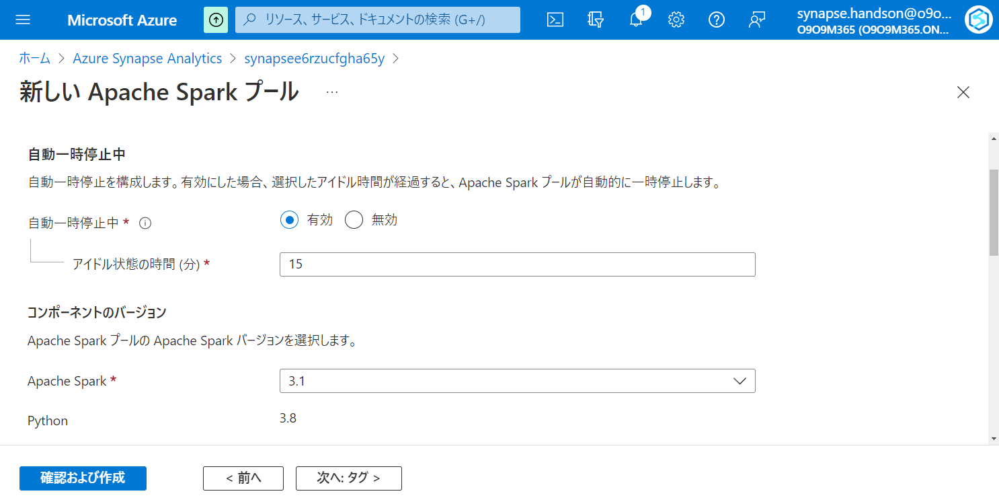 Microsoft Azure
リソース、サービス、ドキュメントの検索 (G+/)
1
synapse.handson@o9o...
O9O9M365 (O9O9M365.ON...
ホーム > Azure Synapse Analytics > synapsee6rzucfgha65y >
新しい Apache Spark プール ...
自動一時停止中
自動一時停止を構成します。有効にした場合、選択したアイドル時間が経過すると、Apache Spark プールが自動的に一時停止します。
自動一時停止中 *
有効 無効
アイドル状態の時間 (分) *
15
コンポーネントのバージョン
Apache Spark プールの Apache Spark バージョンを選択します。
Apache Spark *
3.1
Python
3.8
確認および作成
< 前へ
次へ: タグ >